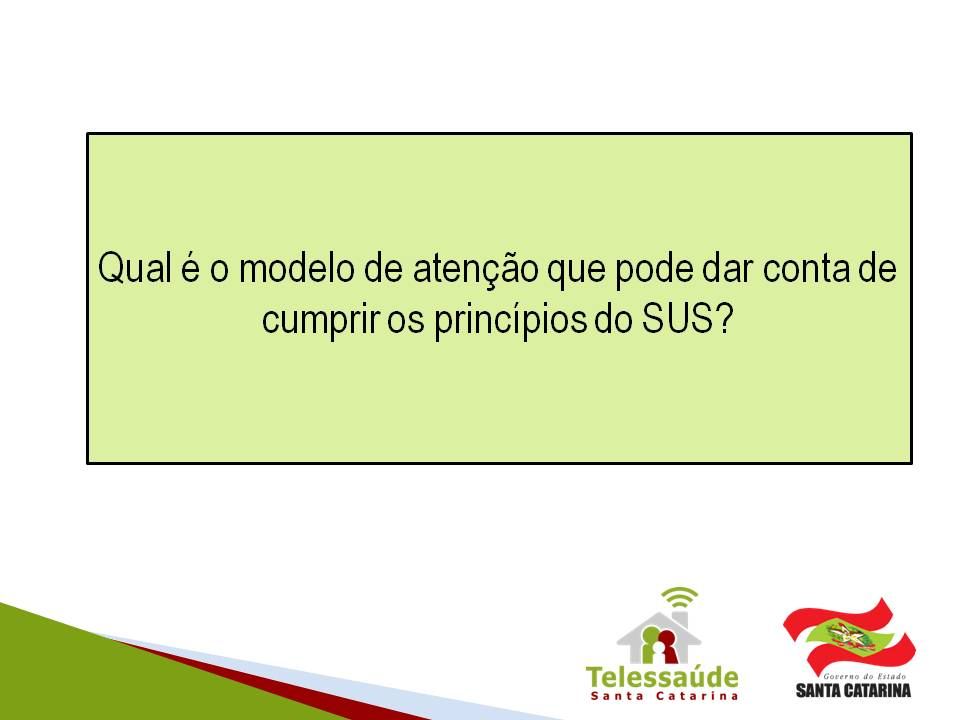 Qual é o modelo de atenção que pode dar conta de
cumprir os princípios do SUS?
Telessaúde
Santa Catarina
Governo do Estado
SANTA CATARINA